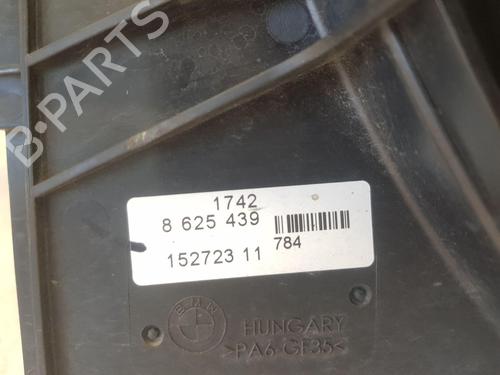 B-PARTS
1742
8 625 439
152723 11 784
BMW
HUNGARY
>PA6-GF35<